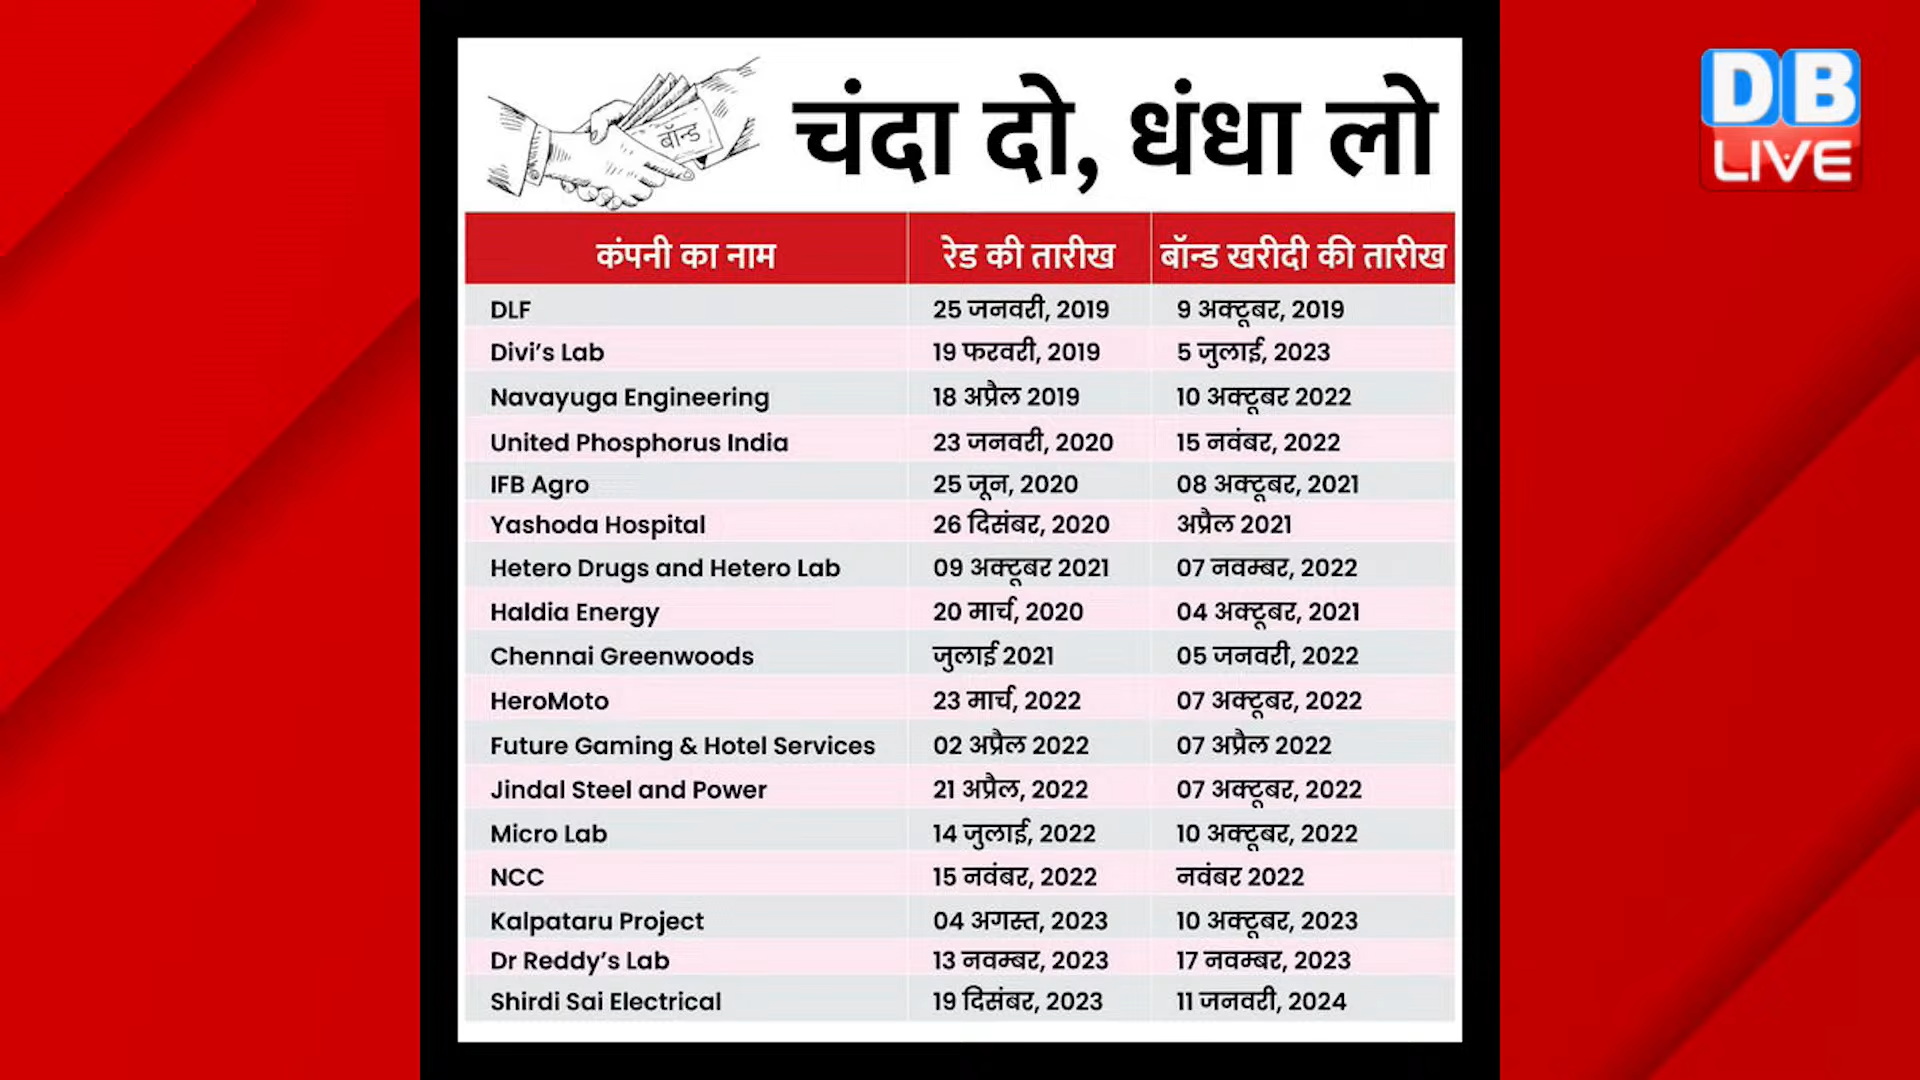 बॉन्ड
चंदा दो, धंधा लो
DB
LIVE
कंपनी का नाम रेड की तारीख बॉन्ड खरीदी की तारीख
DLF 25 जनवरी, 2019 9 अक्टूबर, 2019
Divi's Lab 19 फरवरी, 2019 5 जुलाई, 2023
Navayuga Engineering 18 अप्रैल 2019 10 अक्टूबर 2022
United Phosphorus India 23 जनवरी, 2020 15 नवंबर, 2022
IFB Agro 25 जून, 2020 08 अक्टूबर, 2021
Yashoda Hospital 26 दिसंबर, 2020 अप्रैल 2021
Hetero Drugs and Hetero Lab 09 अक्टूबर 2021 07 नवम्बर, 2022
Haldia Energy 20 मार्च, 2020 04 अक्टूबर, 2021
Chennai Greenwoods जुलाई 2021 05 जनवरी, 2022
HeroMoto 23 मार्च, 2022 07 अक्टूबर, 2022
Future Gaming & Hotel Services 02 अप्रैल 2022 07 अप्रैल 2022
Jindal Steel and Power 21 अप्रैल, 2022 07 अक्टूबर, 2022
Micro Lab 14 जुलाई, 2022 10 अक्टूबर, 2022
NCC 15 नवंबर, 2022 नवंबर 2022
Kalpataru Project 04 अगस्त, 2023 10 अक्टूबर, 2023
Dr Reddy's Lab 13 नवम्बर, 2023 17 नवम्बर, 2023
Shirdi Sai Electrical 19 दिसंबर, 2023 11 जनवरी, 2024